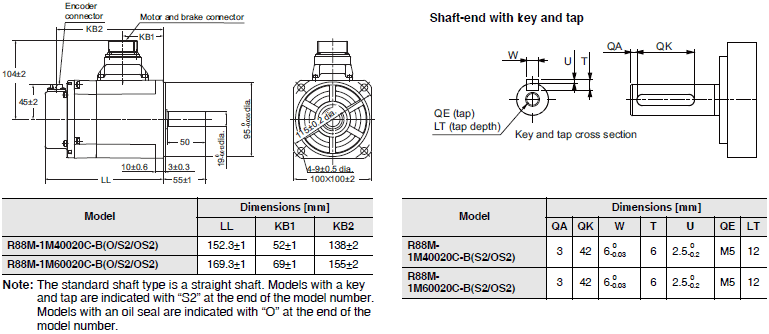 Encoder
connector
Motor and brake connector
KB2
KB1
104±2
45±2
50
10±0.6
3±0.3
LL
55±1
dia.
95
dia.
115±0.2 dia.
4-9±0.5 dia.
100×100±2
Shaft-end with key and tap
W
U
T
QA
QK
QE (tap)
LT (tap depth)
Key and tap cross section
Model
Dimensions [mm]
LL KB1 KB2
R88M-1M40020C-B(O/S2/OS2) 152.3±1 52±1 138±2
R88M-1M60020C-B(O/S2/OS2) 169.3±1 69±1 155±2
Note: The standard shaft type is a straight shaft. Models with a key
and tap are indicated with “S2” at the end of the model number.
Models with an oil seal are indicated with “O” at the end of the
model number.
Model
Dimensions [mm]
QA QK W T U QE LT
R88M-
1M40020C-B(S2/OS2) 3 42 6 0 -0.03 6 2.5 0 -0.2 M5 12
R88M-
1M60020C-B(S2/OS2) 3 42 6 0 -0.03 6 2.5 0 -0.2 M5 12